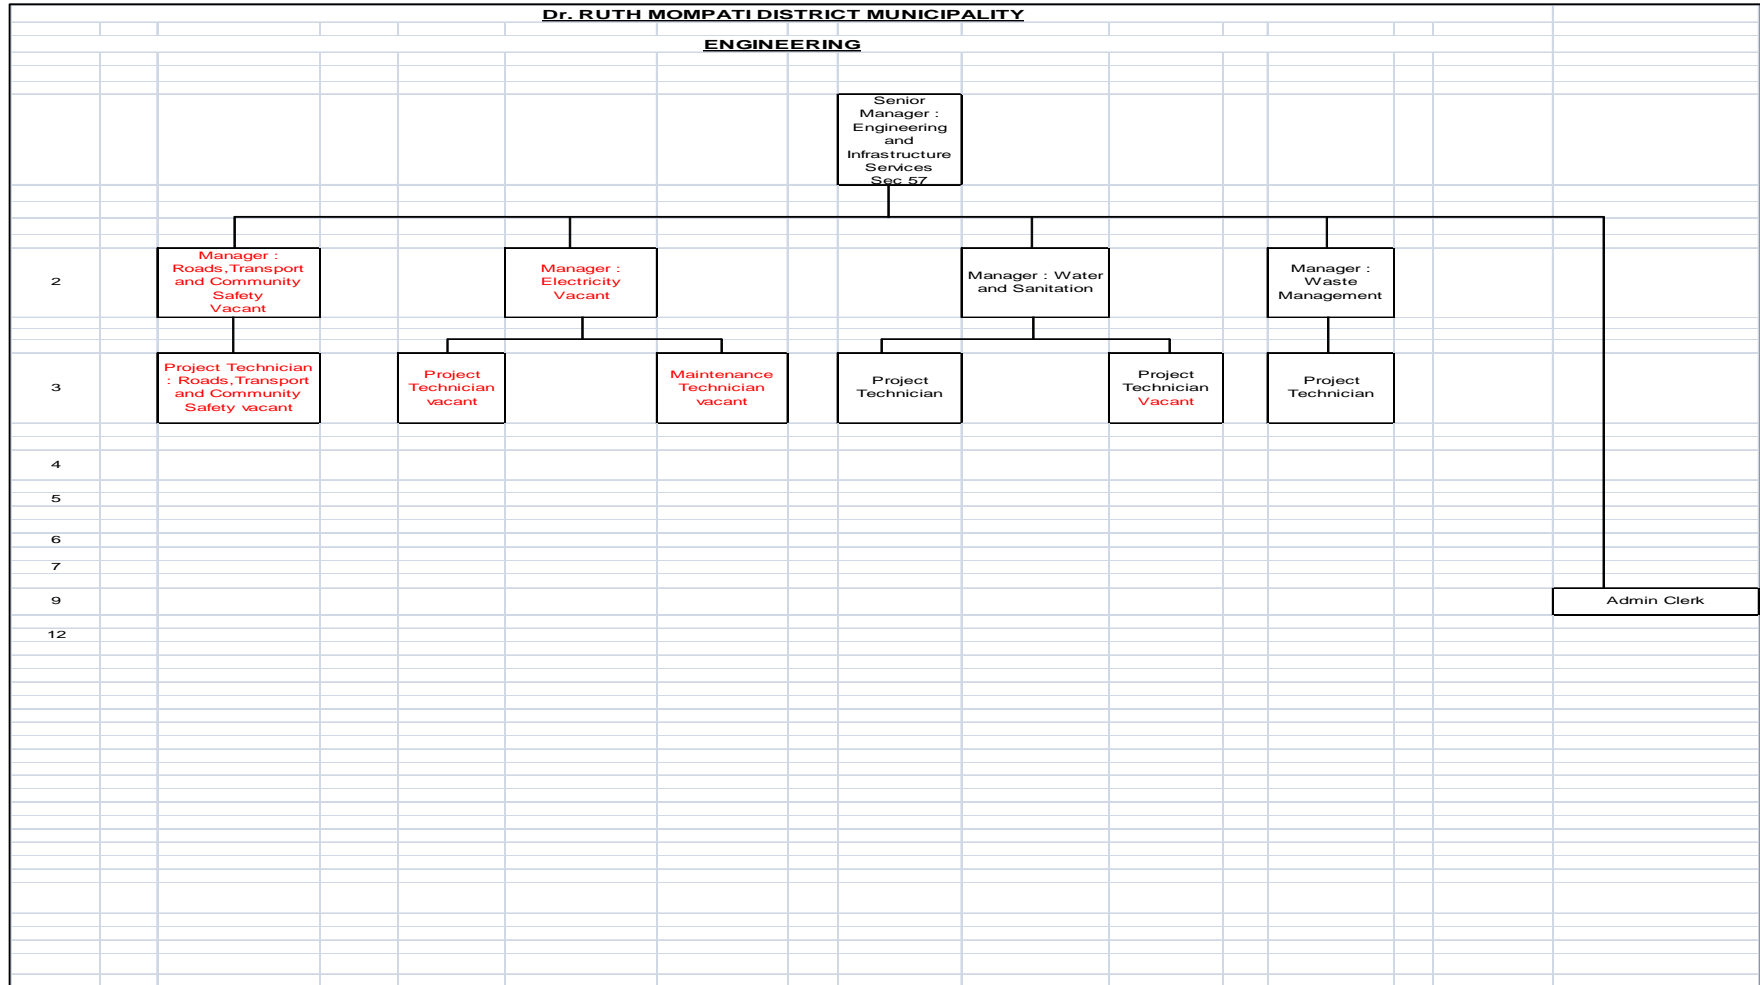 Dr. RUTH MOMPATI DISTRICT MUNICIPALITY
ENGINEERING
Senior
Manager :
Engineering
and
Infrastructure
Services
Sec 57
2
Manager :
Roads,Transport
and Community
Safety
Vacant
Manager :
Electricity
Vacant
Manager : Water
and Sanitation
Manager :
Waste
Management
3
Project Technician
: Roads,Transport
and Community
Safety vacant
Project
Technician
vacant
Maintenance
Technician
vacant
Project
Technician
Project
Technician
Vacant
Project
Technician
4
5
6
7
9
Admin Clerk
12